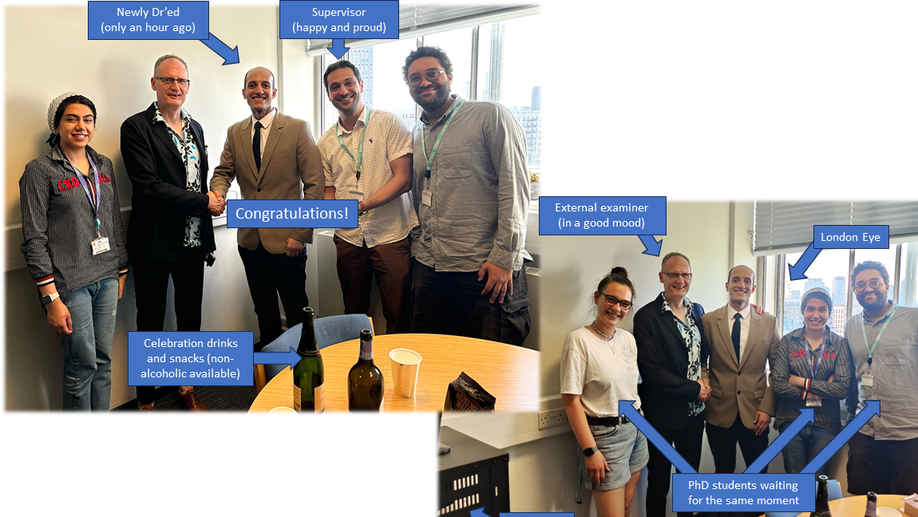 Newly Dr’ed
(only an hour ago)
Supervisor
(happy and proud)
Congratulations!
External examiner
(in a good mood)
London Eye
Celebration drinks
and snacks (non-
alcoholic available)
PhD students waiting
for the same moment